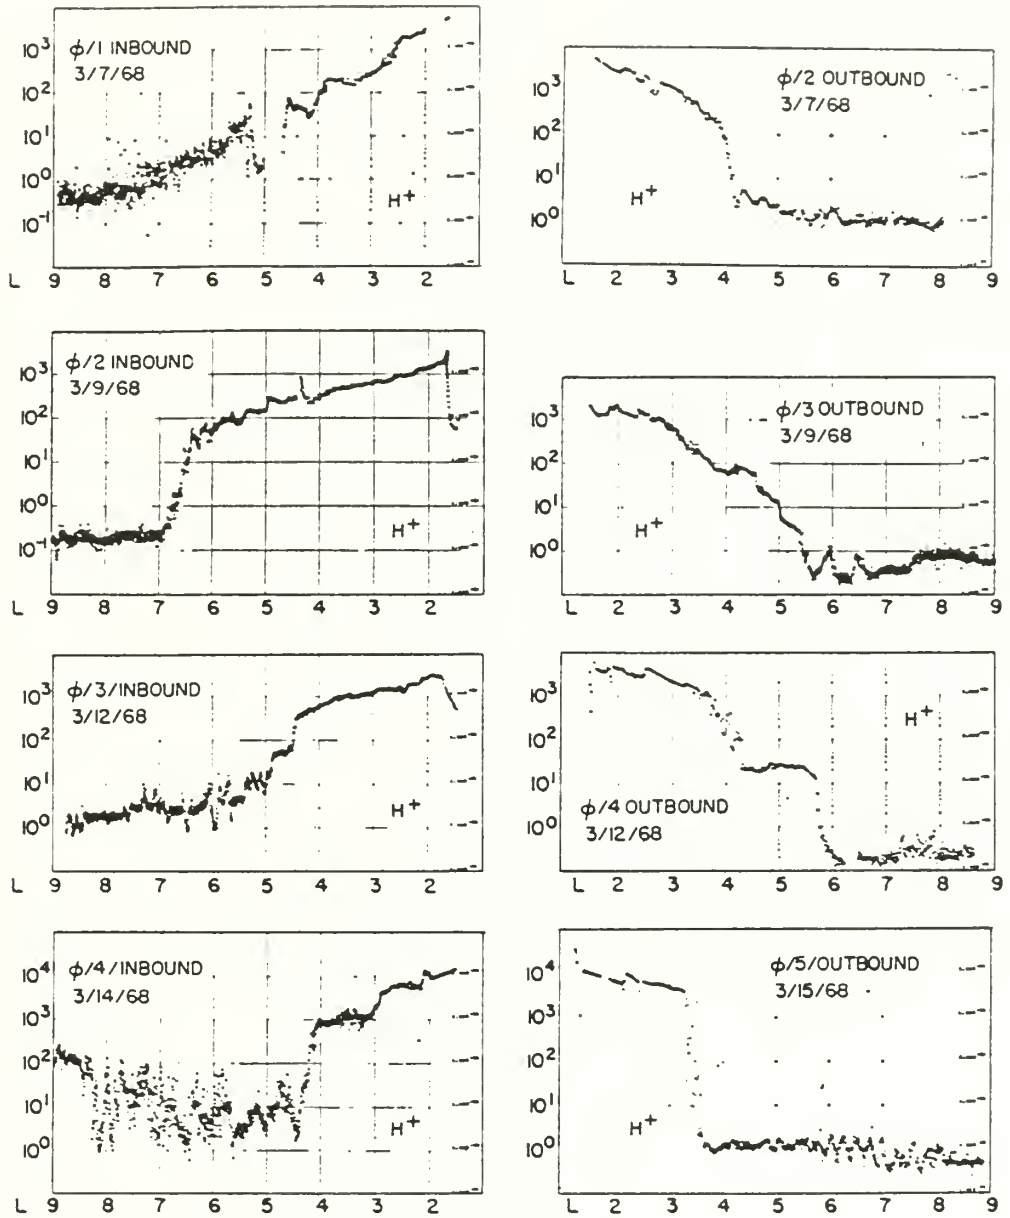 φ/1 INBOUND
3/7/68
10³
10²
10¹
10⁰
10⁻¹
H⁺
L 9 8 7 6 5 4 3 2
φ/2 OUTBOUND
3/7/68
10³
10²
10¹
10⁰
H⁺
L 2 3 4 5 6 7 8 9
φ/2 INBOUND
3/9/68
10³
10²
10¹
10⁰
10⁻¹
H⁺
L 9 8 7 6 5 4 3 2
φ/3 OUTBOUND
3/9/68
10³
10²
10¹
10⁰
H⁺
L 2 3 4 5 6 7 8 9
φ/3/INBOUND
3/12/68
10³
10²
10¹
10⁰
H⁺
L 9 8 7 6 5 4 3 2
H⁺
10³
10²
10¹
10⁰
φ/4 OUTBOUND
3/12/68
L 2 3 4 5 6 7 8 9
φ/4/INBOUND
3/14/68
10⁴
10³
10²
10¹
10⁰
H⁺
L 9 8 7 6 5 4 3 2
φ/5/OUTBOUND
3/15/68
10⁴
10³
10²
10¹
10⁰
H⁺
L 2 3 4 5 6 7 8 9